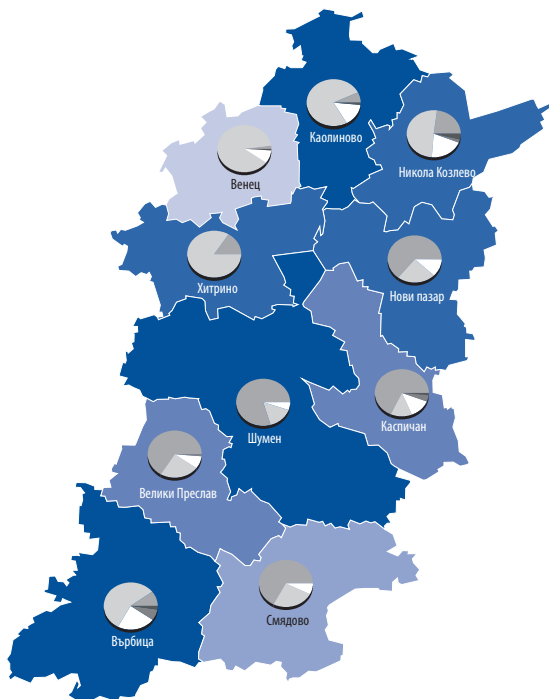 Каолиново
Никола Козлево
Венец
Хитрино
Нови пазар
Каспичан
Шумен
Велики Преслав
Смядово
Върбица